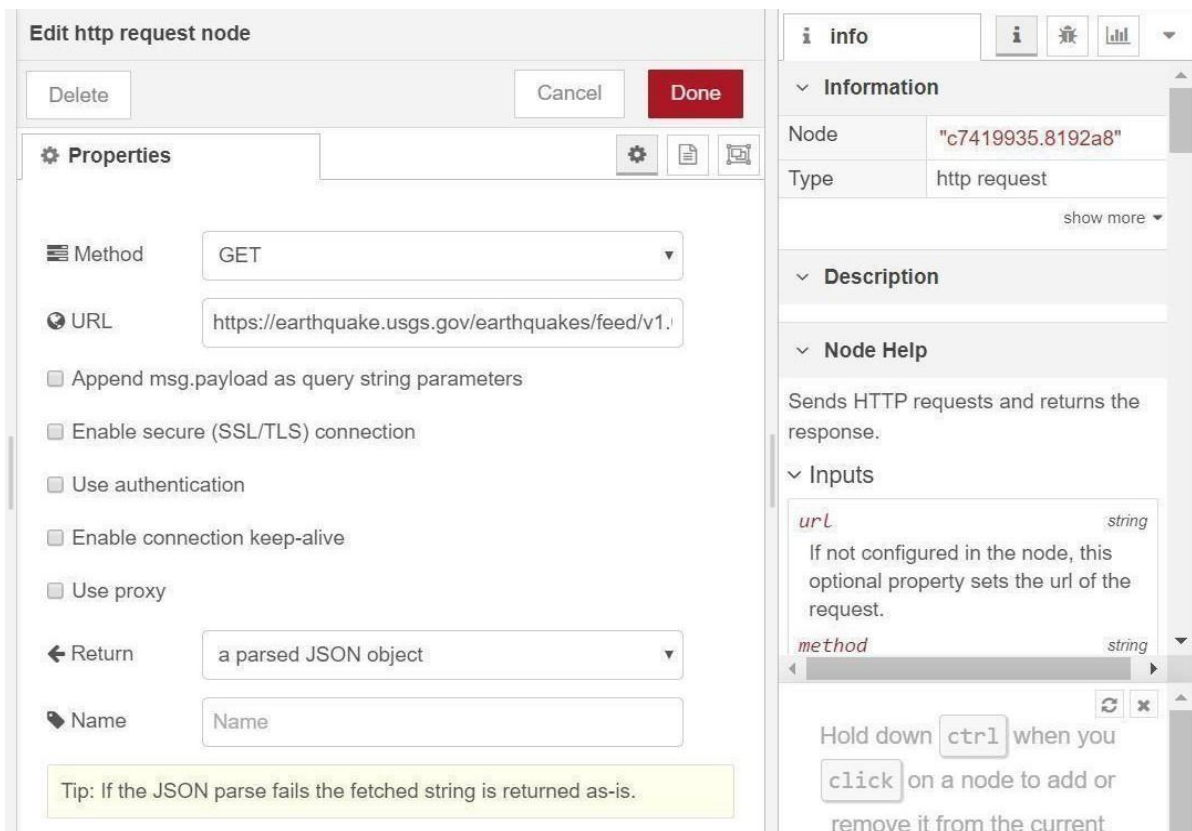 Edit http request node
Delete
Cancel
Done
Properties
Method
GET
URL
https://earthquake.usgs.gov/earthquakes/feed/v1.
Append msg.payload as query string parameters
Enable secure (SSL/TLS) connection
Use authentication
Enable connection keep-alive
Use proxy
Return
a parsed JSON object
Name
Name
Tip: If the JSON parse fails the fetched string is returned as-is.
i info
i
Information
Node
"c7419935.8192a8"
Type
http request
show more
Description
Node Help
Sends HTTP requests and returns the
response.
Inputs
url
string
If not configured in the node, this
optional property sets the url of the
request.
method
string
Hold down ctrl when you
click on a node to add or
remove it from the current